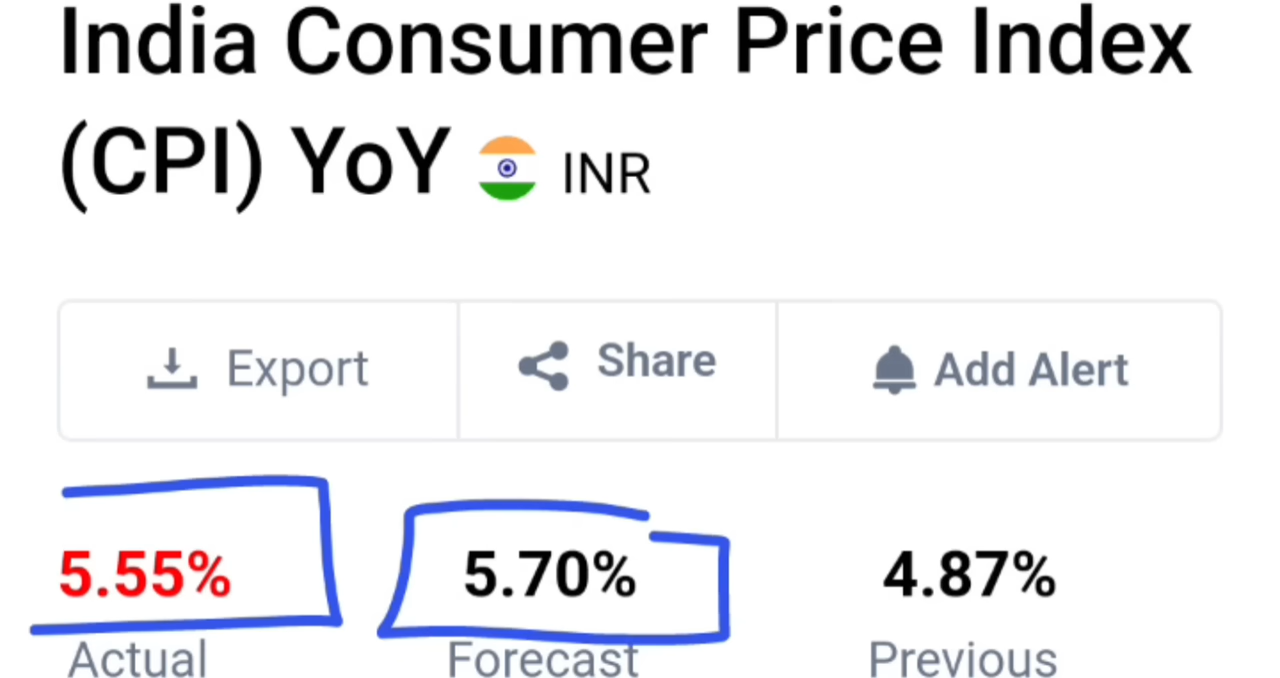 India Consumer Price Index
(CPI) YoY INR
Export Share Add Alert
5.55% 5.70% 4.87%
Actual Forecast Previous